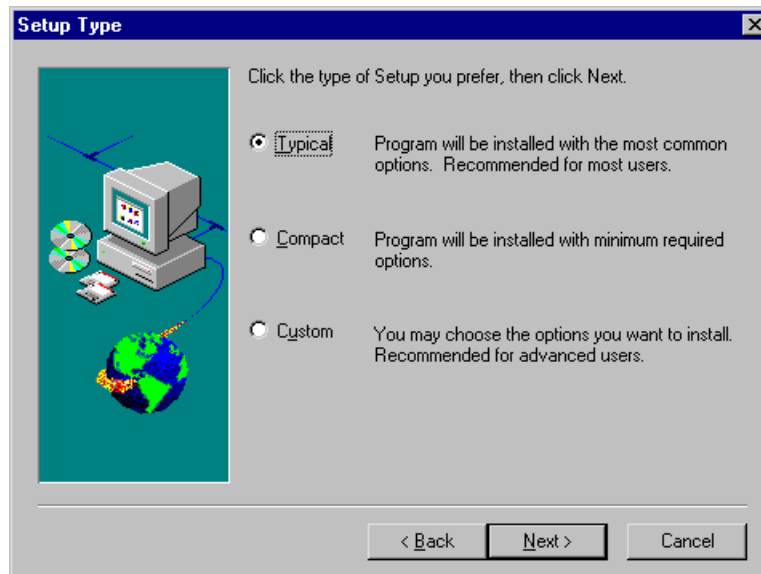 Setup Type
Click the type of Setup you prefer, then click Next.
Typical
Program will be installed with the most common
options. Recommended for most users.
Compact
Program will be installed with minimum required
options.
Custom
You may choose the options you want to install.
Recommended for advanced users.
< Back
Next >
Cancel